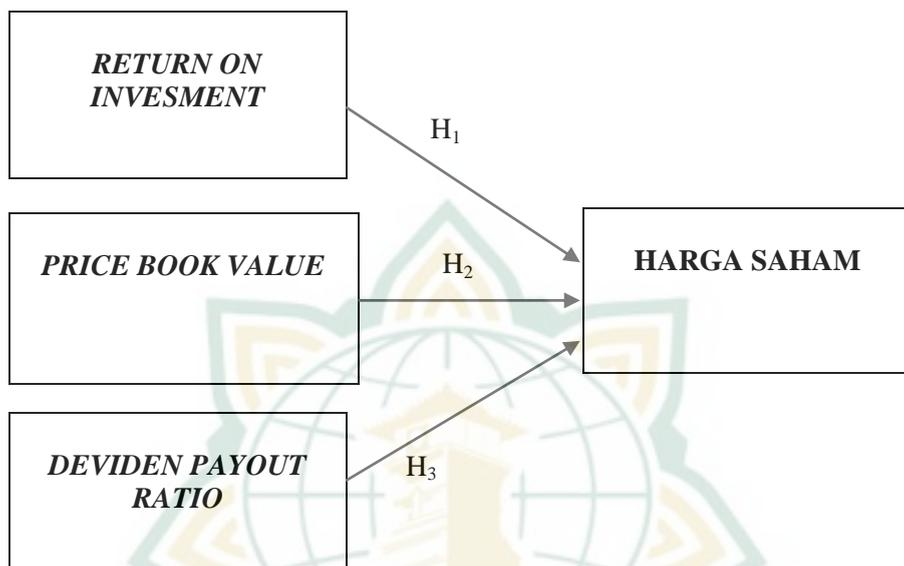 RETURN ON
INVESMENT
H₁
PRICE BOOK VALUE
H₂
HARGA SAHAM
DEVIDEN PAYOUT
RATIO
H₃